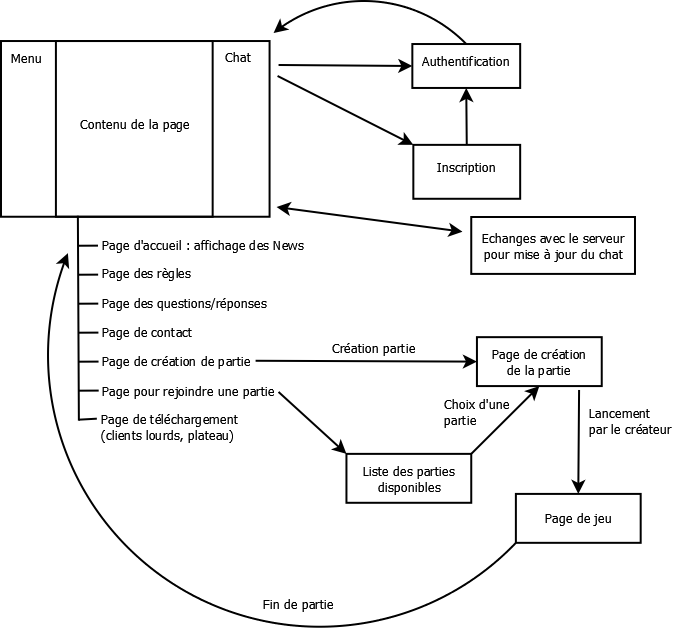 Menu
Contenu de la page
Chat
Authentification
Inscription
Echanges avec le serveur
pour mise à jour du chat
Page d'accueil : affichage des News
Page des règles
Page des questions/réponses
Page de contact
Page de création de partie
Page pour rejoindre une partie
Page de téléchargement
(clients lourds, plateau)
Création partie
Page de création
de la partie
Choix d'une
partie
Liste des parties
disponibles
Lancement
par le créateur
Page de jeu
Fin de partie